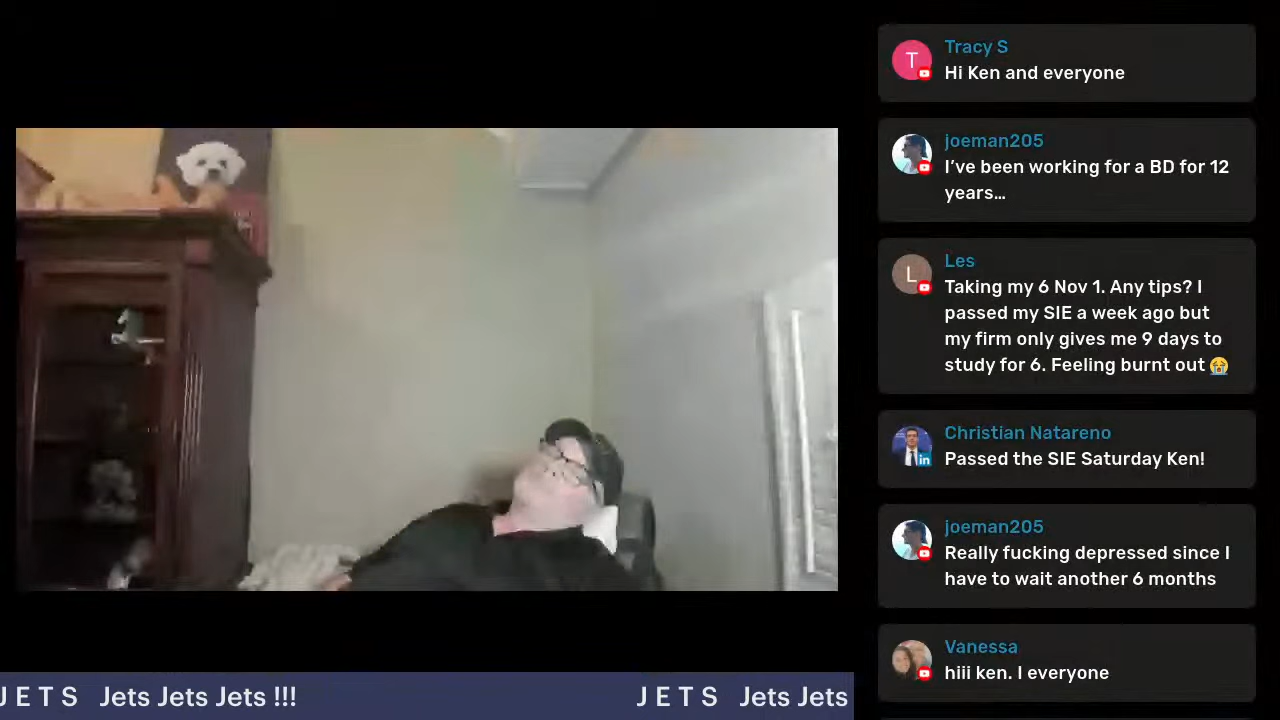 Tracy S
Hi Ken and everyone
joeman205
I’ve been working for a BD for 12
years…
Les
Taking my 6 Nov 1. Any tips? I
passed my SIE a week ago but
my firm only gives me 9 days to
study for 6. Feeling burnt out 😭
Christian Natareno
Passed the SIE Saturday Ken!
joeman205
Really fucking depressed since I
have to wait another 6 months
Vanessa
hiii ken. I everyone
J E T S Jets Jets Jets !!! J E T S Jets Jets